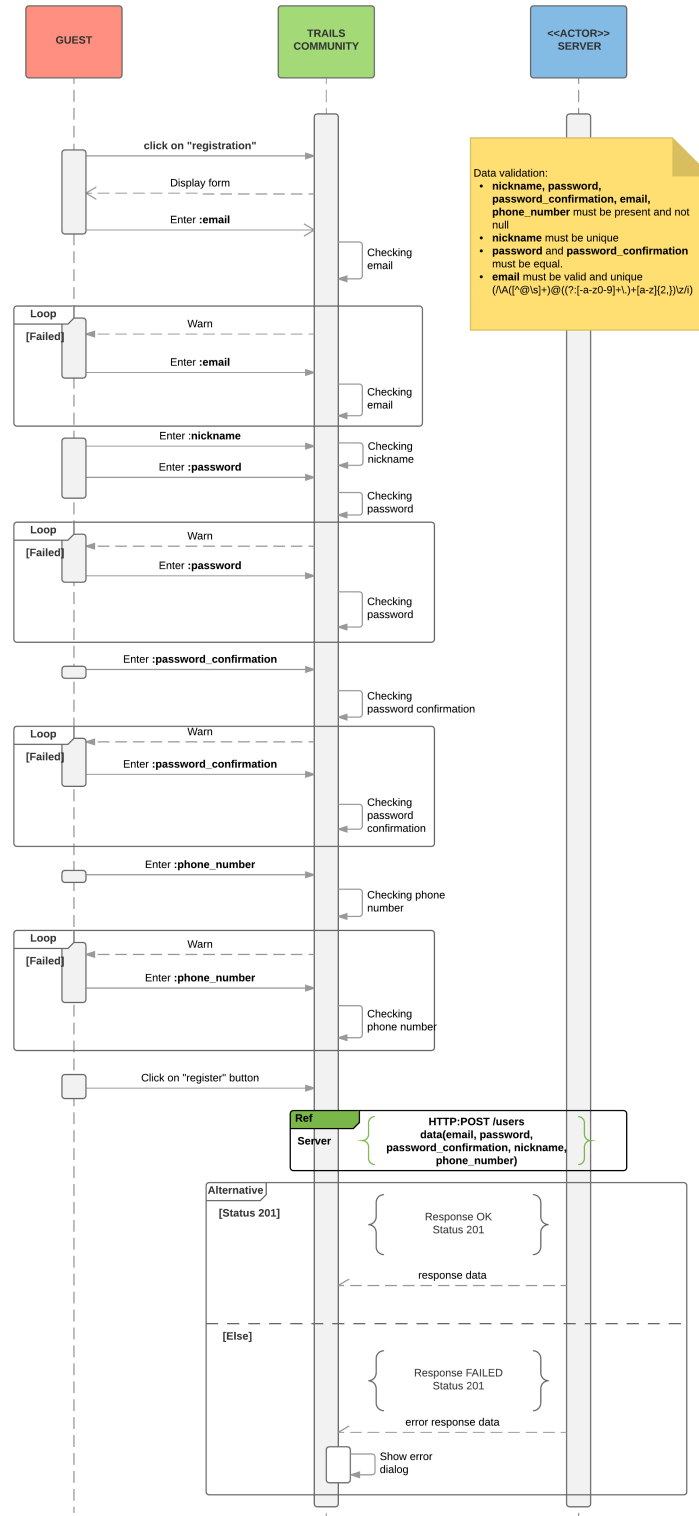 GUEST
TRAILS
COMMUNITY
<<ACTOR>>
SERVER
click on "registration"
Data validation:
• nickname, password,
password_confirmation, email,
phone_number must be present and not
null
• nickname must be unique
• password and password_confirmation
must be equal.
• email must be valid and unique
(/\A([^@\s]+)@((?:[-a-z0-9]+\.)+[a-z]{2,})\z/i)
Display form
Enter :email
Checking
email
Loop
[Failed]
Warn
Enter :email
Checking
email
Enter :nickname
Checking
nickname
Enter :password
Checking
password
Loop
[Failed]
Warn
Enter :password
Checking
password
Enter :password_confirmation
Checking
password confirmation
Loop
[Failed]
Warn
Enter :password_confirmation
Checking
password
confirmation
Enter :phone_number
Checking phone
number
Loop
[Failed]
Warn
Enter :phone_number
Checking
phone number
Click on "register" button
Ref
Server
HTTP:POST /users
data(email, password,
password_confirmation, nickname,
phone_number)
Alternative
[Status 201]
Response OK
Status 201
response data
[Else]
Response FAILED
Status 201
error response data
Show error
dialog